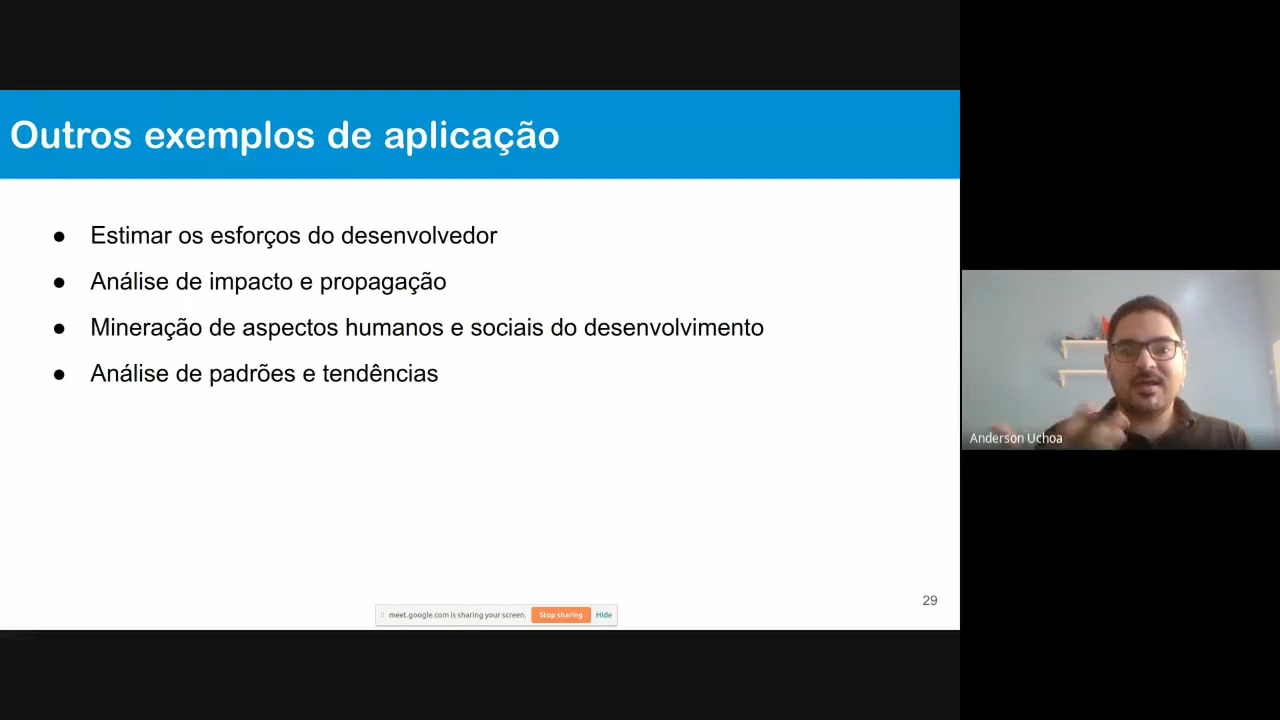 Outros exemplos de aplicação
● Estimar os esforços do desenvolvedor
● Análise de impacto e propagação
● Mineração de aspectos humanos e sociais do desenvolvimento
● Análise de padrões e tendências
29
meet.google.com is sharing your screen. Stop sharing Hide
Anderson Uchoa